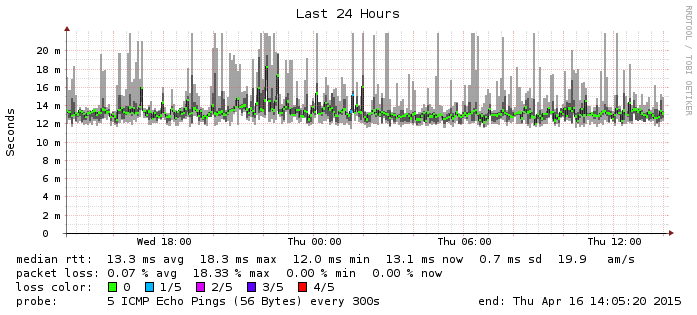 Last 24 Hours
RRDTOOL / TOBI OETIKER
Seconds
20 m
18 m
16 m
14 m
12 m
10 m
8 m
6 m
4 m
2 m
0
Wed 18:00 Thu 00:00 Thu 06:00 Thu 12:00
median rtt: 13.3 ms avg 18.3 ms max 12.0 ms min 13.1 ms now 0.7 ms sd 19.9 am/s
packet loss: 0.07 % avg 18.33 % max 0.00 % min 0.00 % now
loss color: 0 1/5 2/5 3/5 4/5
probe: 5 ICMP Echo Pings (56 Bytes) every 300s end: Thu Apr 16 14:05:20 2015